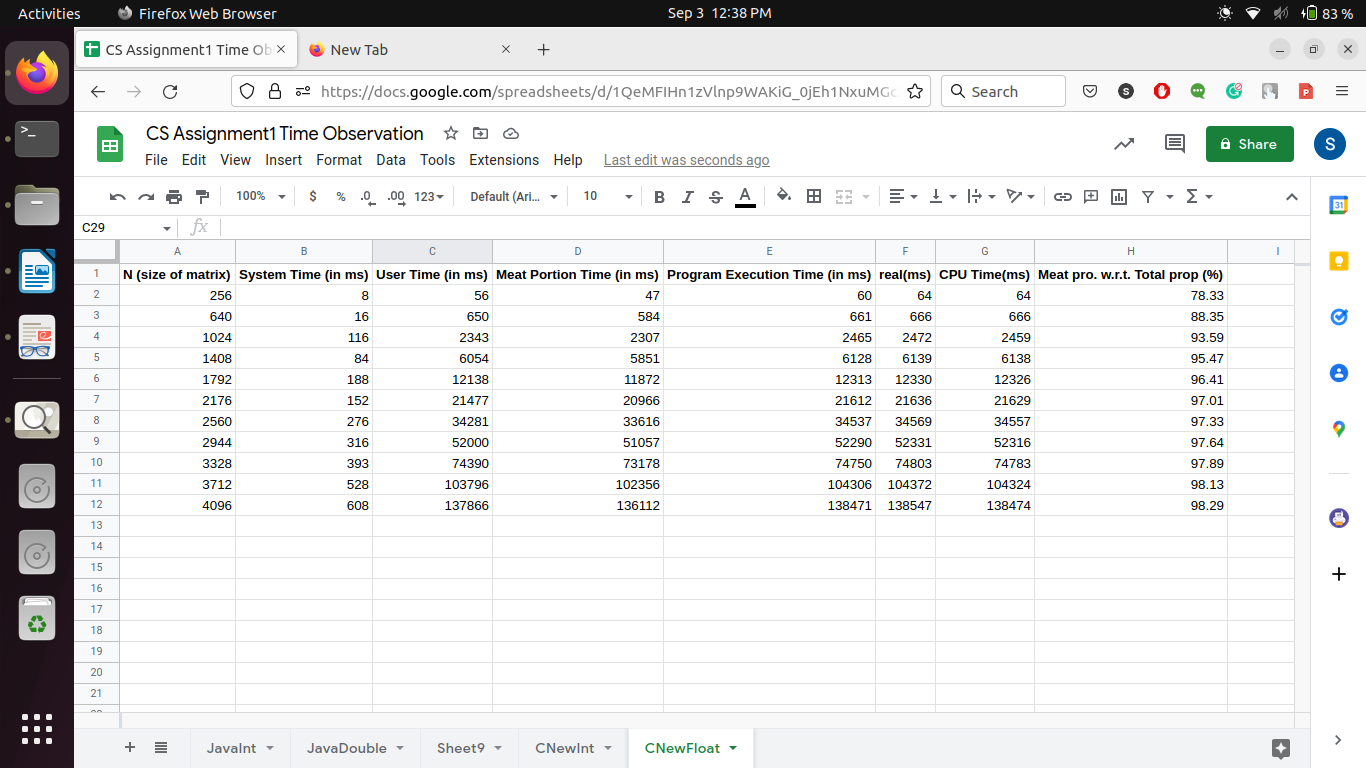 Activities Firefox Web Browser Sep 3 12:38 PM 83 %
CS Assignment1 Time Ob New Tab
https://docs.google.com/spreadsheets/d/1QeMFIHn1zVlnp9WAKiG_0jEh1NxuMGc Search
CS Assignment1 Time Observation
File Edit View Insert Format Data Tools Extensions Help Last edit was seconds ago Share S
100% $ % .0 .00 123 Default (Ari... 10 B I S A
C29 fx
A B C D E F G H I
1 N (size of matrix) System Time (in ms) User Time (in ms) Meat Portion Time (in ms) Program Execution Time (in ms) real(ms) CPU Time(ms) Meat pro. w.r.t. Total prop (%)
2 256 8 56 47 60 64 64 78.33
3 640 16 650 584 661 666 666 88.35
4 1024 116 2343 2307 2465 2472 2459 93.59
5 1408 84 6054 5851 6128 6139 6138 95.47
6 1792 188 12138 11872 12313 12330 12326 96.41
7 2176 152 21477 20966 21612 21636 21629 97.01
8 2560 276 34281 33616 34537 34569 34557 97.33
9 2944 316 52000 51057 52290 52331 52316 97.64
10 3328 393 74390 73178 74750 74803 74783 97.89
11 3712 528 103796 102356 104306 104372 104324 98.13
12 4096 608 137866 136112 138471 138547 138474 98.29
13
14
15
16
17
18
19
20
21
JavaInt JavaDouble Sheet9 CNewInt CNewFloat